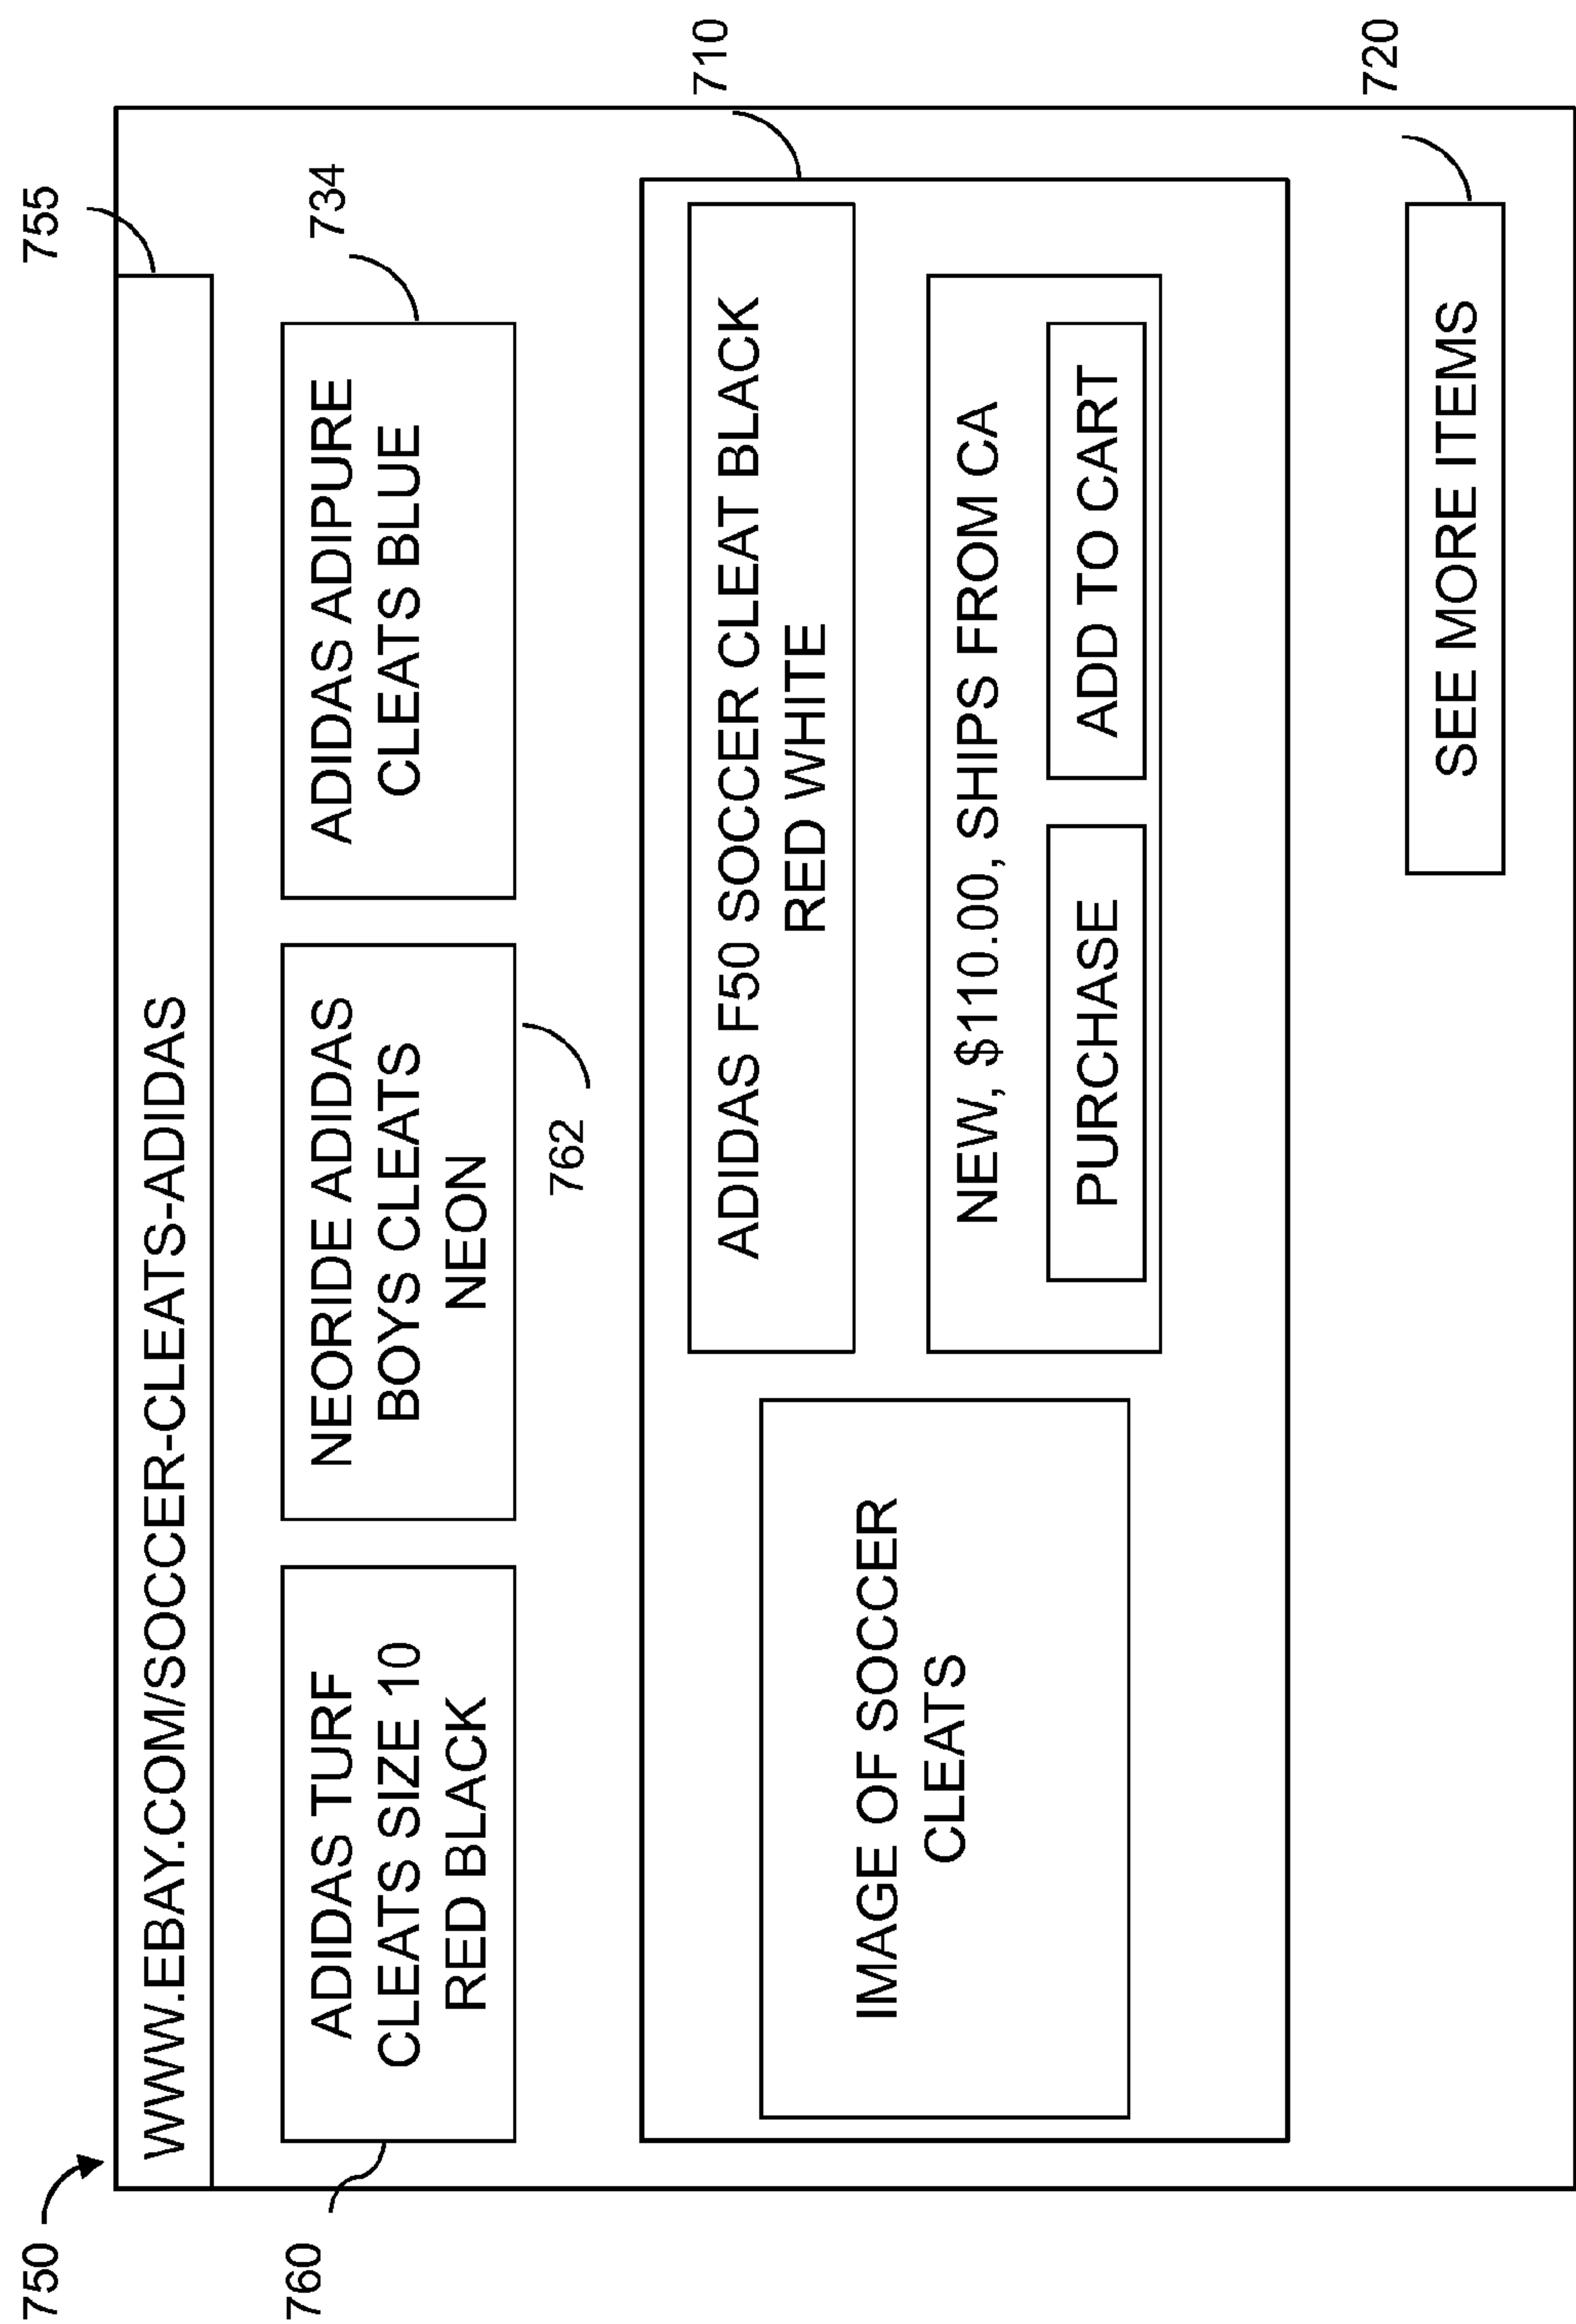 750
755
WWW.EBAY.COM/SOCCER-CLEATS-ADIDAS
760
ADIDAS TURF
CLEATS SIZE 10
RED BLACK
NEORIDE ADIDAS
BOYS CLEATS
NEON
762
ADIDAS ADIPURE
CLEATS BLUE
734
710
IMAGE OF SOCCER
CLEATS
ADIDAS F50 SOCCER CLEAT BLACK
RED WHITE
NEW, $110.00, SHIPS FROM CA
PURCHASE
ADD TO CART
SEE MORE ITEMS
720